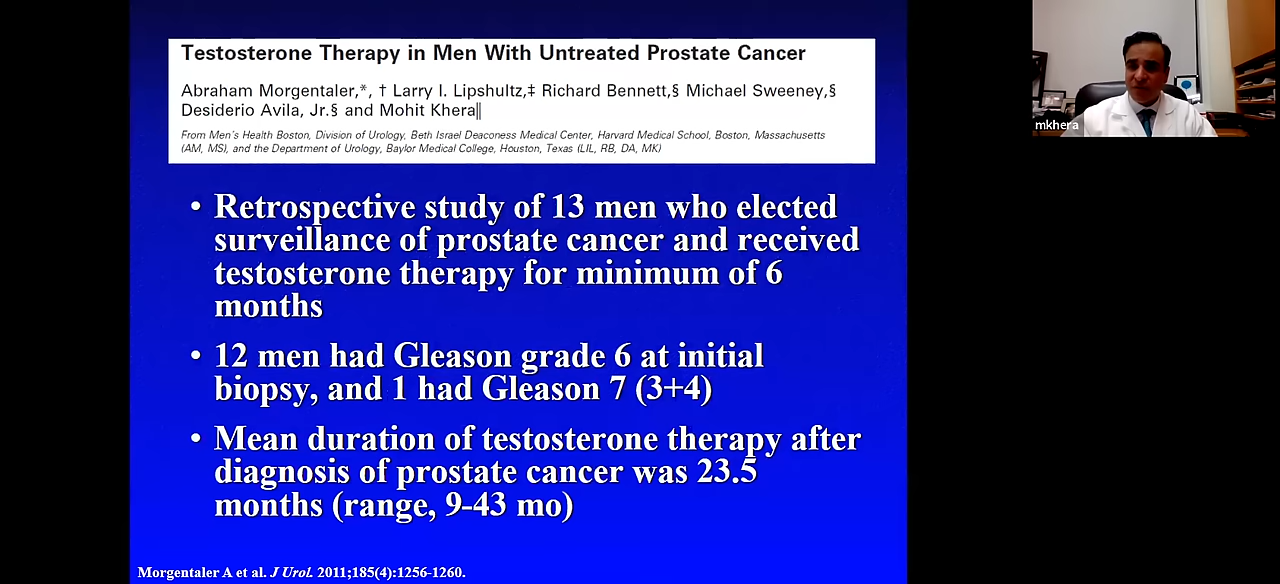 Testosterone Therapy in Men With Untreated Prostate Cancer
Abraham Morgentaler,*, † Larry I. Lipshultz,‡ Richard Bennett,§ Michael Sweeney,§
Desiderio Avila, Jr.§ and Mohit Khera‖
From Men's Health Boston, Division of Urology, Beth Israel Deaconess Medical Center, Harvard Medical School, Boston, Massachusetts
(AM, MS), and the Department of Urology, Baylor Medical College, Houston, Texas (LIL, RB, DA, MK)
• Retrospective study of 13 men who elected
surveillance of prostate cancer and received
testosterone therapy for minimum of 6
months
• 12 men had Gleason grade 6 at initial
biopsy, and 1 had Gleason 7 (3+4)
• Mean duration of testosterone therapy after
diagnosis of prostate cancer was 23.5
months (range, 9-43 mo)
Morgentaler A et al. J Urol. 2011;185(4):1256-1260.
mkhera